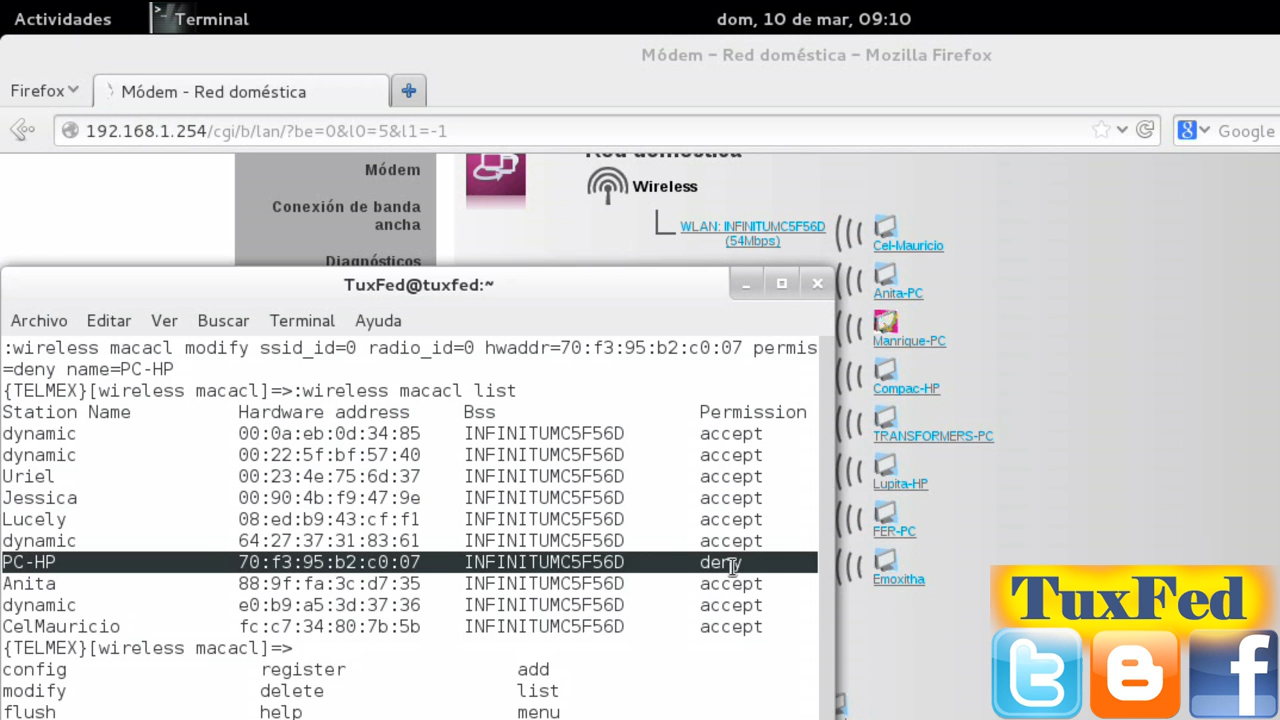 Actividades
Terminal
dom, 10 de mar, 09:10
Módem - Red doméstica - Mozilla Firefox
Firefox
Módem - Red doméstica
192.168.1.254/cgi/b/lan/?be=0&l0=5&l1=-1
Google
Módem
Conexión de banda
ancha
Diagnósticos
Red doméstica
Wireless
WLAN: INFINITUMC5F56D
(54Mbps)
Cel-Mauricio
Anita-PC
Manrique-PC
Compac-HP
TRANSFORMERS-PC
Lupita-HP
FER-PC
Emoxitha
TuxFed@tuxfed:~
Archivo Editar Ver Buscar Terminal Ayuda
:wireless macacl modify ssid_id=0 radio_id=0 hwaddr=70:f3:95:b2:c0:07 permis
=deny name=PC-HP
{TELMEX}[wireless macacl]=>:wireless macacl list
Station Name Hardware address Bss Permission
dynamic 00:0a:eb:0d:34:85 INFINITUMC5F56D accept
dynamic 00:22:5f:bf:57:40 INFINITUMC5F56D accept
Uriel 00:23:4e:75:6d:37 INFINITUMC5F56D accept
Jessica 00:90:4b:f9:47:9e INFINITUMC5F56D accept
Lucely 08:ed:b9:43:cf:f1 INFINITUMC5F56D accept
dynamic 64:27:37:31:83:61 INFINITUMC5F56D accept
PC-HP 70:f3:95:b2:c0:07 INFINITUMC5F56D deny
Anita 88:9f:fa:3c:d7:35 INFINITUMC5F56D accept
dynamic e0:b9:a5:3d:37:36 INFINITUMC5F56D accept
CelMauricio fc:c7:34:80:7b:5b INFINITUMC5F56D accept
{TELMEX}[wireless macacl]=>
config register add
modify delete list
flush help menu
TuxFed